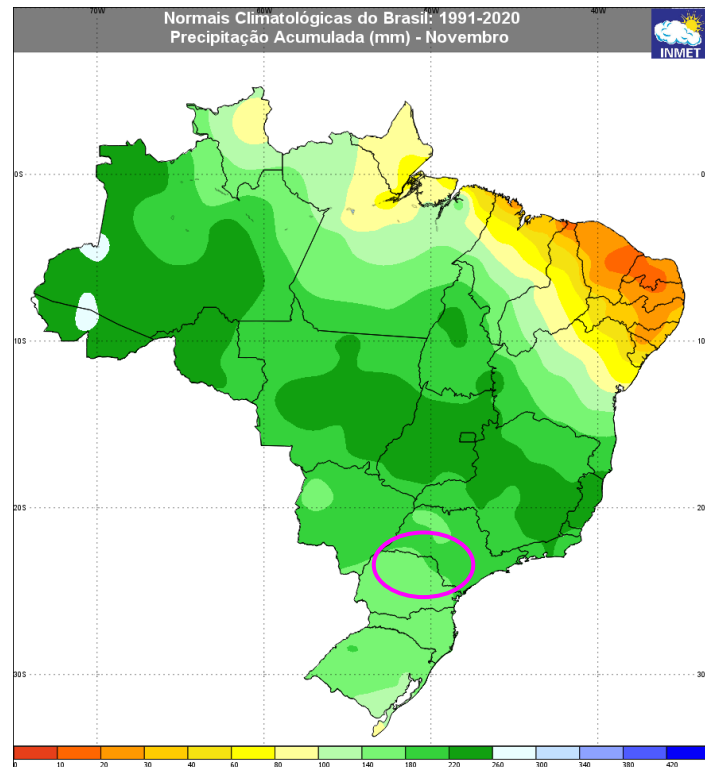 Normais Climatológicas do Brasil: 1991-2020
Precipitação Acumulada (mm) - Novembro
INMET
70W 60W 50W 40W
0S 0
10S 10
20S 20
30S 30
0 10 20 30 40 60 80 100 140 180 220 260 300 340 380 420